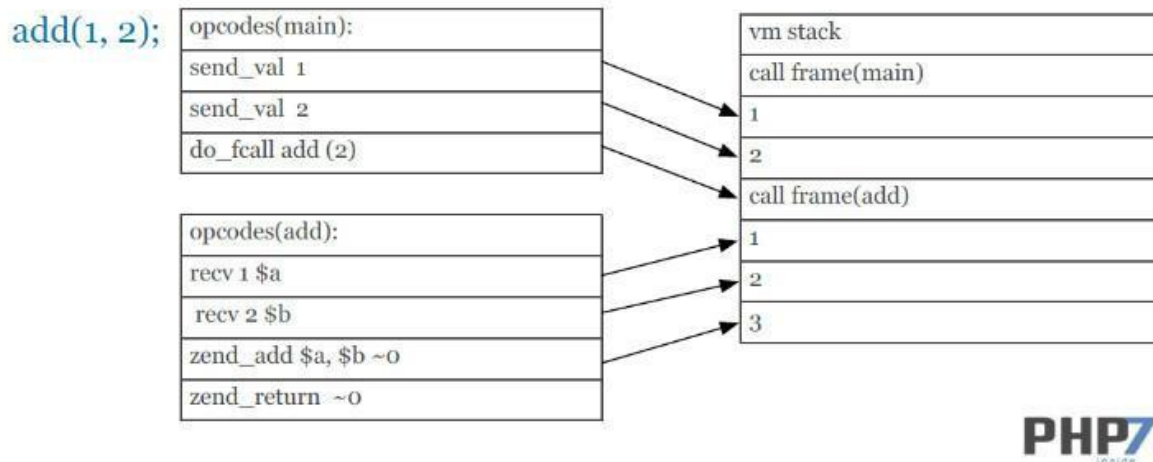 add(1, 2);
opcodes(main):
send_val 1
send_val 2
do_fcall add (2)
opcodes(add):
recv 1 $a
recv 2 $b
zend_add $a, $b ~0
zend_return ~0
vm stack
call frame(main)
1
2
call frame(add)
1
2
3
PHP7